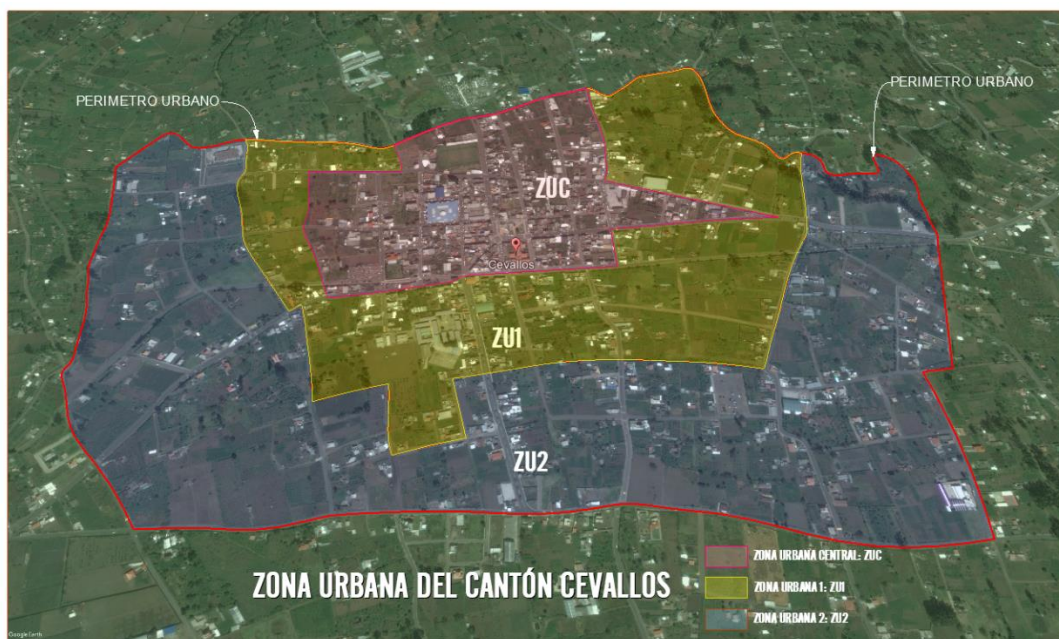 PERIMETRO URBANO
PERIMETRO URBANO
ZUC
Cevallos
ZU1
ZU2
ZONA URBANA DEL CANTÓN CEVALLOS
ZONA URBANA CENTRAL: ZUC
ZONA URBANA 1: ZU1
ZONA URBANA 2: ZU2
Google Earth